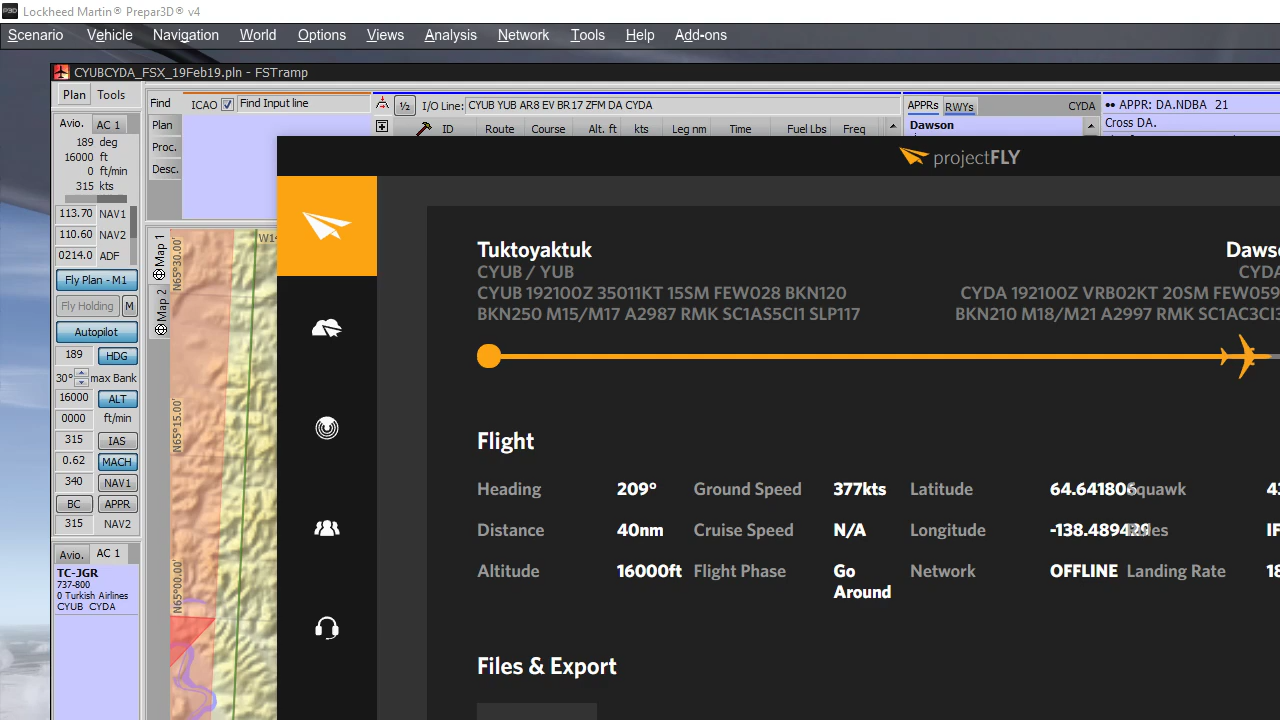 P3D Lockheed Martin® Prepar3D® v4
Scenario Vehicle Navigation World Options Views Analysis Network Tools Help Add-ons
CYUBCYDA_FSX_19Feb19.pln - FSTramp
Plan Tools
Find ICAO Find Input line
½ I/O Line: CYUB YUB AR8 EV BR17 ZFM DA CYDA
APPRs RWYs CYDA
•• APPR: DA.NDBA 21
Avio. AC 1
Plan
ID Route Course Alt. ft kts Leg nm Time Fuel Lbs Freq
Dawson
Cross DA.
189 deg
16000 ft
0 ft/min
315 kts
Proc.
Desc.
113.70 NAV1
110.60 NAV2
0214.0 ADF
Fly Plan - M1
Fly Holding M
Autopilot
189 HDG
30° max Bank
16000 ALT
0000 ft/min
315 IAS
0.62 MACH
340 NAV1
BC APPR
315 NAV2
Avio. AC 1
TC-JGR
737-800
0 Turkish Airlines
CYUB CYDA
Map 1
Map 2
N65°30.00'
N65°15.00'
N65°00.00'
projectFLY
Tuktoyaktuk
CYUB / YUB
CYUB 192100Z 35011KT 15SM FEW028 BKN120
BKN250 M15/M17 A2987 RMK SC1AS5CI1 SLP117
Daws
CYDA
CYDA 192100Z VRB02KT 20SM FEW059
BKN210 M18/M21 A2997 RMK SC1AC3CI3
Flight
Heading 209° Ground Speed 377kts Latitude 64.641806 Squawk
Distance 40nm Cruise Speed N/A Longitude -138.489429 Rules IF
Altitude 16000ft Flight Phase Go Around Network OFFLINE Landing Rate 18
Files & Export